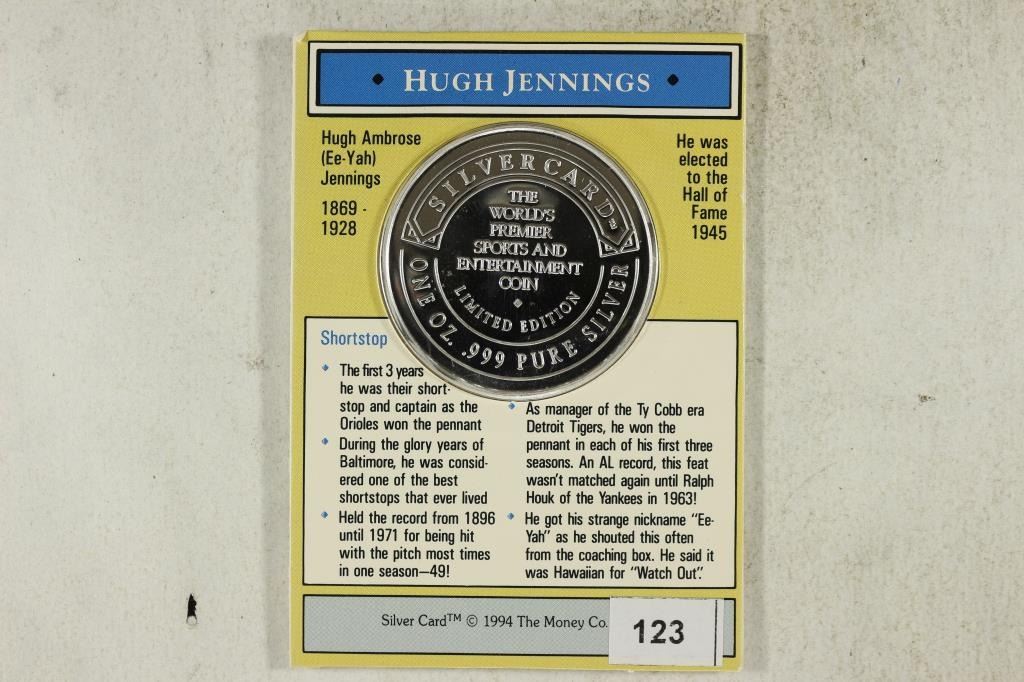 HUGH JENNINGS
Hugh Ambrose
(Ee-Yah)
Jennings
1869 -
1928
He was
elected
to the
Hall of
Fame
1945
SILVERCARD™
THE
WORLD'S
PREMIER
SPORTS AND
ENTERTAINMENT
COIN
LIMITED EDITION
ONE OZ. .999 PURE SILVER
Shortstop
The first 3 years
he was their short-
stop and captain as the
Orioles won the pennant
During the glory years of
Baltimore, he was consid-
ered one of the best
shortstops that ever lived
Held the record from 1896
until 1971 for being hit
with the pitch most times
in one season—49!
As manager of the Ty Cobb era
Detroit Tigers, he won the
pennant in each of his first three
seasons. An AL record, this feat
wasn't matched again until Ralph
Houk of the Yankees in 1963!
He got his strange nickname "Ee-
Yah" as he shouted this often
from the coaching box. He said it
was Hawaiian for "Watch Out".
Silver Card™ © 1994 The Money Co.
123